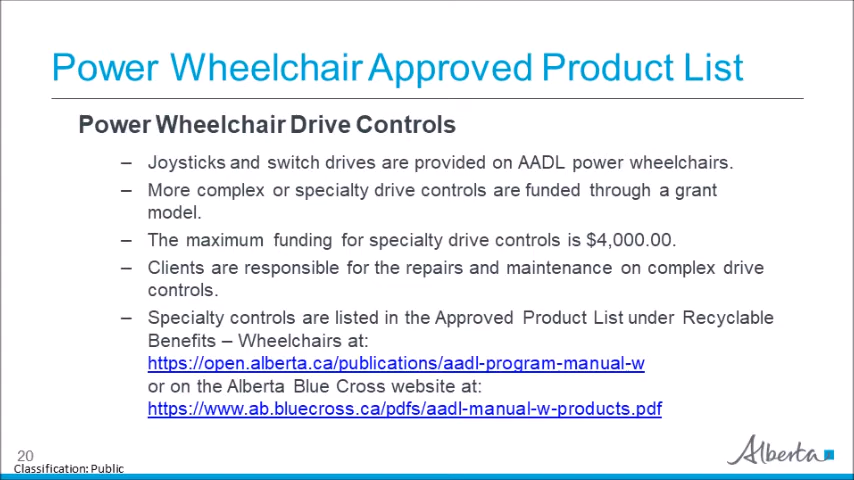 Power Wheelchair Approved Product List
Power Wheelchair Drive Controls
– Joysticks and switch drives are provided on AADL power wheelchairs.
– More complex or specialty drive controls are funded through a grant
model.
– The maximum funding for specialty drive controls is $4,000.00.
– Clients are responsible for the repairs and maintenance on complex drive
controls.
– Specialty controls are listed in the Approved Product List under Recyclable
Benefits – Wheelchairs at:
https://open.alberta.ca/publications/aadl-program-manual-w
or on the Alberta Blue Cross website at:
https://www.ab.bluecross.ca/pdfs/aadl-manual-w-products.pdf
20
Classification: Public
Alberta